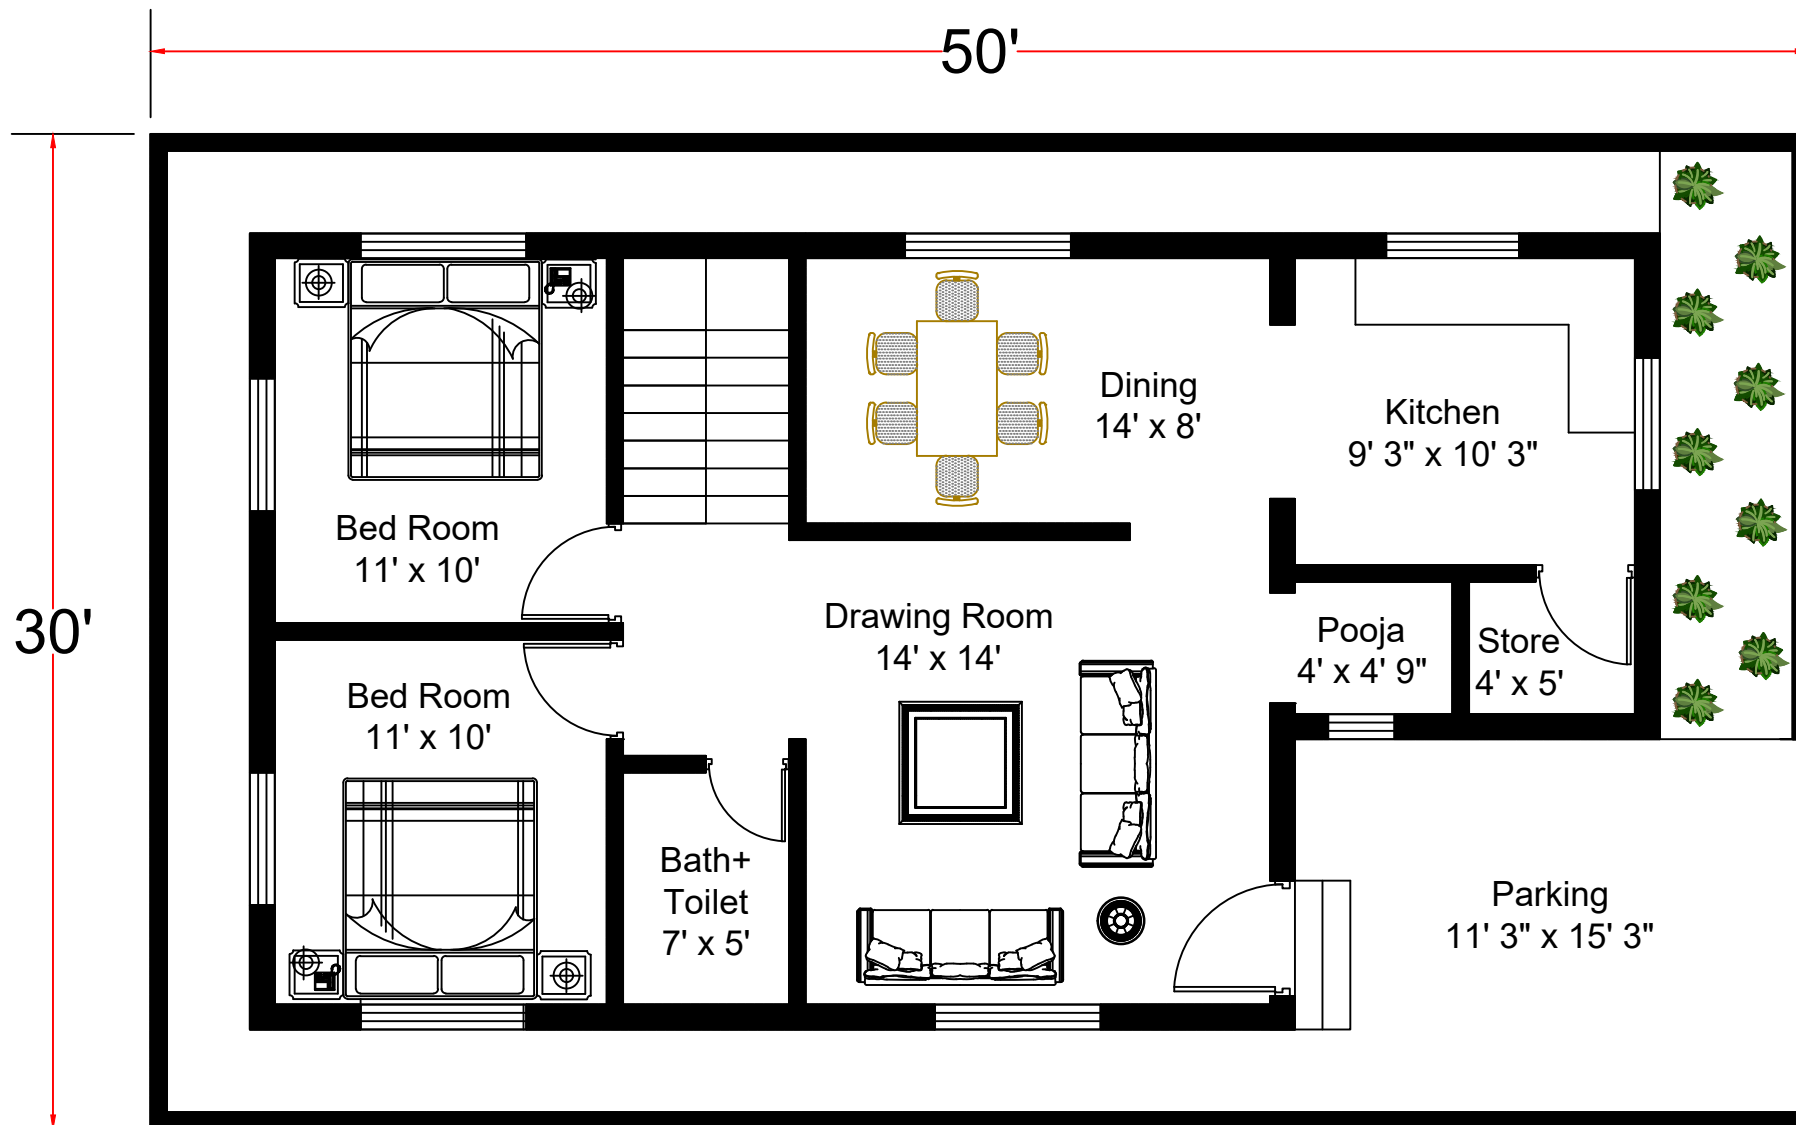 50'
30'
Bed Room
11' x 10'
Dining
14' x 8'
Kitchen
9' 3" x 10' 3"
Drawing Room
14' x 14'
Pooja
4' x 4' 9"
Store
4' x 5'
Bed Room
11' x 10'
Bath+
Toilet
7' x 5'
Parking
11' 3" x 15' 3"